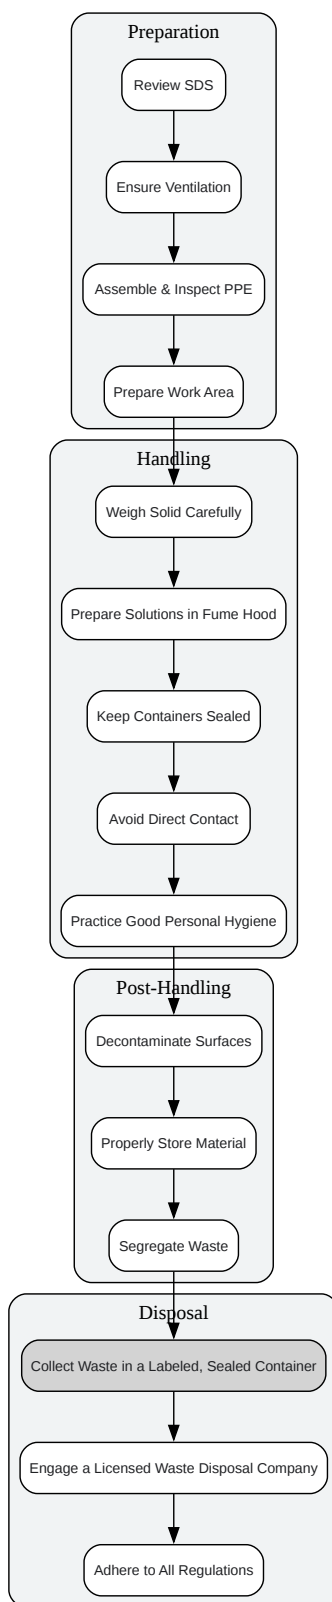 Preparation
Review SDS
Ensure Ventilation
Assemble & Inspect PPE
Prepare Work Area
Handling
Weigh Solid Carefully
Prepare Solutions in Fume Hood
Keep Containers Sealed
Avoid Direct Contact
Practice Good Personal Hygiene
Post-Handling
Decontaminate Surfaces
Properly Store Material
Segregate Waste
Disposal
Collect Waste in a Labeled, Sealed Container
Engage a Licensed Waste Disposal Company
Adhere to All Regulations